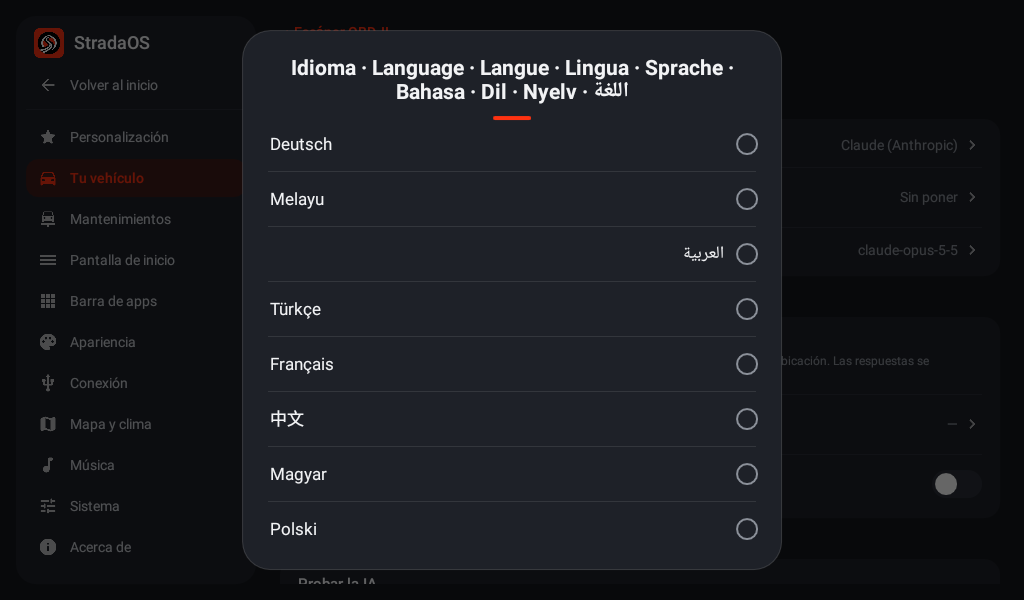 StradaOS
Volver al inicio
Personalización
Tu vehículo
Mantenimientos
Pantalla de inicio
Barra de apps
Apariencia
Conexión
Mapa y clima
Música
Sistema
Acerca de
Idioma · Language · Langue · Lingua · Sprache ·
Bahasa · Dil · Nyelv · اللغة
Deutsch
Melayu
العربية
Türkçe
Français
中文
Magyar
Polski
Claude (Anthropic)
Sin poner
claude-opus-5-5
Las respuestas se
–
Probar la IA